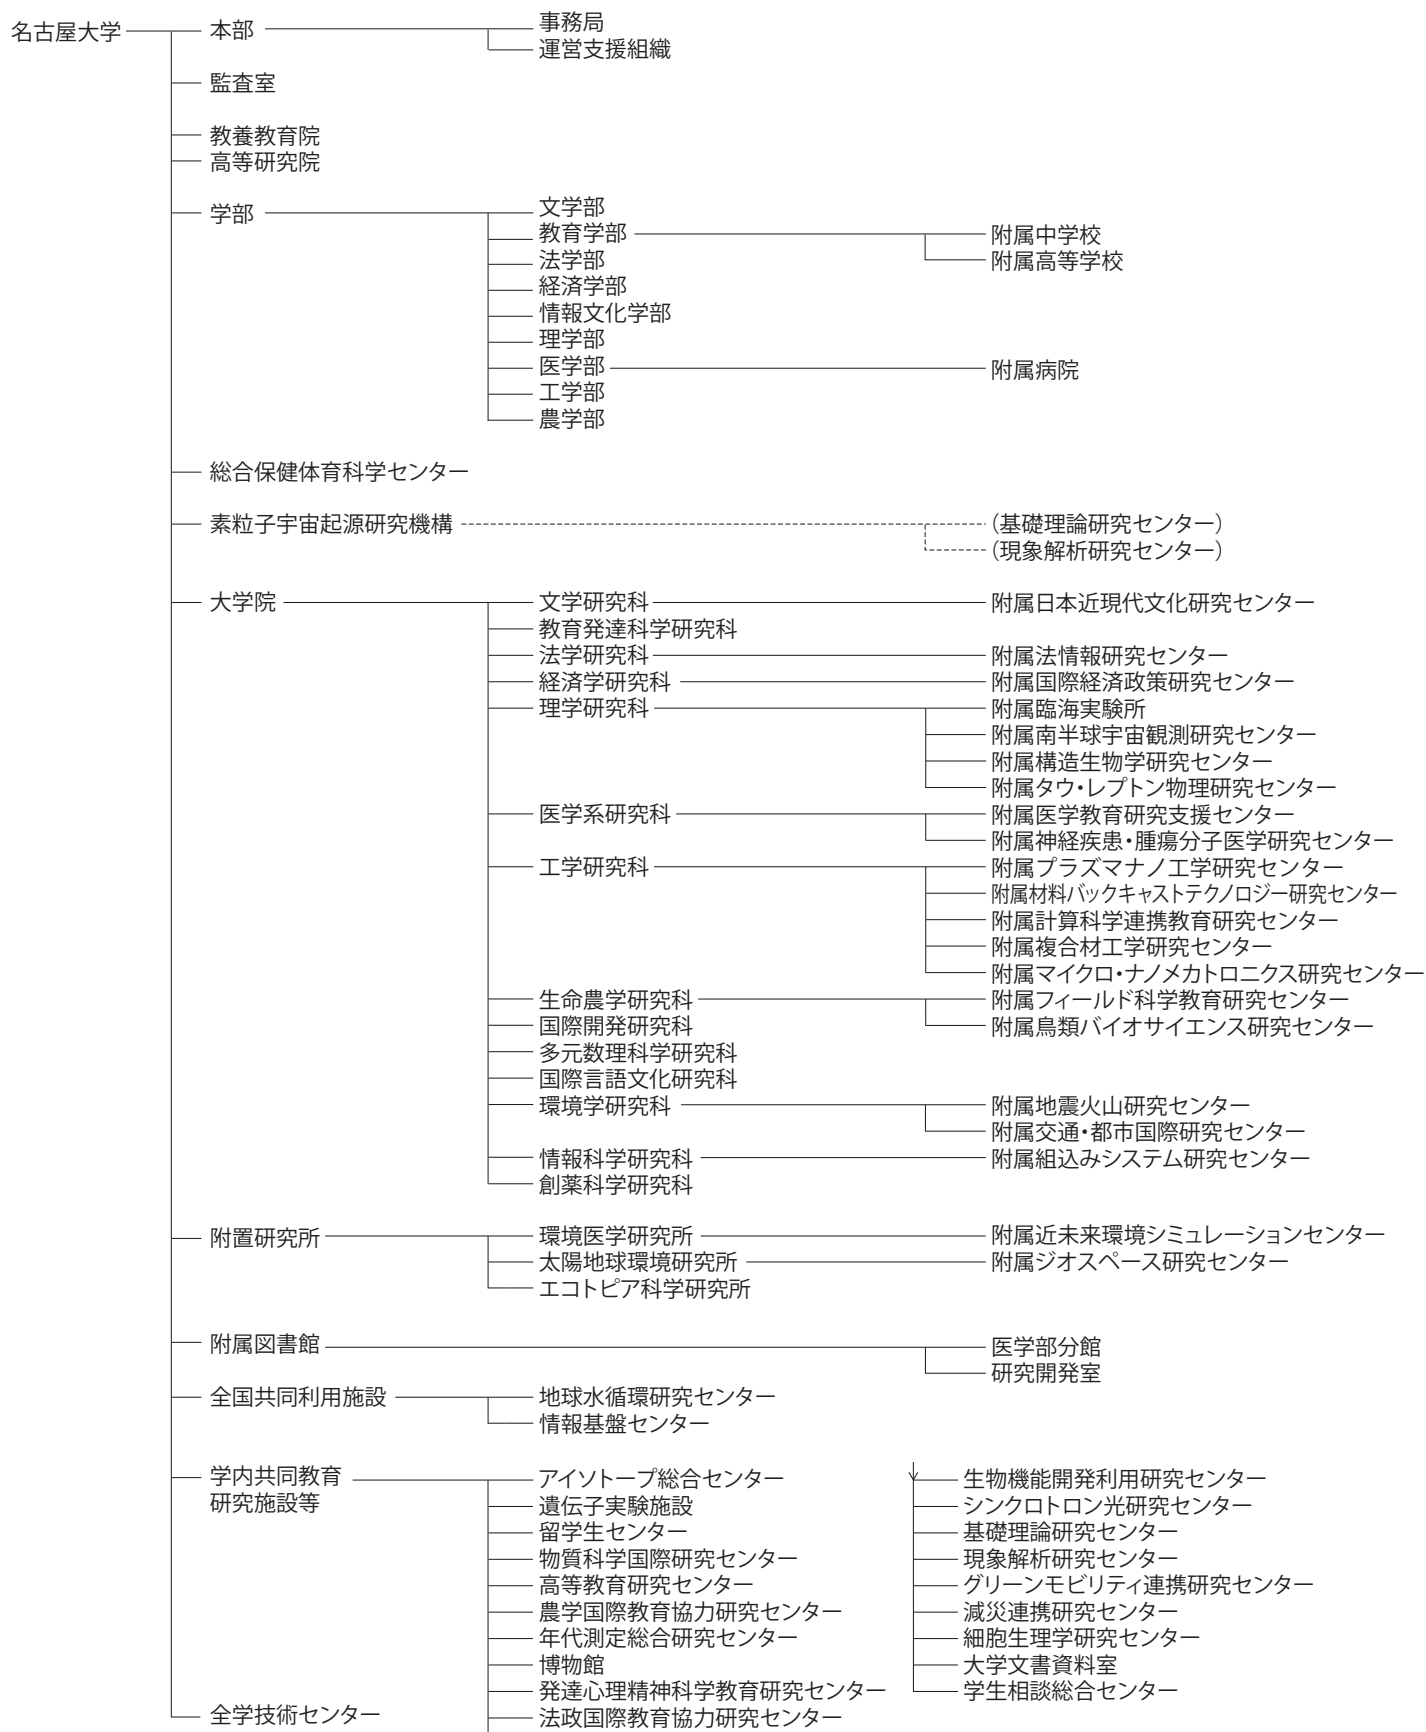 名古屋大学
本部
事務局
運営支援組織
監査室
教養教育院
高等研究院
学部
文学部
教育学部
附属中学校
附属高等学校
法学部
経済学部
情報文化学部
理学部
医学部
附属病院
工学部
農学部
総合保健体育科学センター
素粒子宇宙起源研究機構
(基礎理論研究センター)
(現象解析研究センター)
大学院
文学研究科
附属日本近現代文化研究センター
教育発達科学研究科
法学研究科
附属法情報研究センター
経済学研究科
附属国際経済政策研究センター
理学研究科
附属臨海実験所
附属南半球宇宙観測研究センター
附属構造生物学研究センター
附属タウ・レプトン物理研究センター
医学系研究科
附属医学教育研究支援センター
附属神経疾患・腫瘍分子医学研究センター
工学研究科
附属プラズマナノ工学研究センター
附属材料バックキャストテクノロジー研究センター
附属計算科学連携教育研究センター
附属複合材工学研究センター
附属マイクロ・ナノメカトロニクス研究センター
生命農学研究科
附属フィールド科学教育研究センター
附属鳥類バイオサイエンス研究センター
国際開発研究科
多元数理科学研究科
国際言語文化研究科
環境学研究科
附属地震火山研究センター
附属交通・都市国際研究センター
情報科学研究科
附属組込みシステム研究センター
創薬科学研究科
附置研究所
環境医学研究所
附属近未来環境シミュレーションセンター
太陽地球環境研究所
附属ジオスペース研究センター
エコトピア科学研究所
附属図書館
医学部分館
研究開発室
全国共同利用施設
地球水循環研究センター
情報基盤センター
学内共同教育
研究施設等
アイソトープ総合センター
遺伝子実験施設
留学生センター
物質科学国際研究センター
高等教育研究センター
農学国際教育協力研究センター
年代測定総合研究センター
博物館
発達心理精神科学教育研究センター
法政国際教育協力研究センター
生物機能開発利用研究センター
シンクロトロン光研究センター
基礎理論研究センター
現象解析研究センター
グリーンモビリティ連携研究センター
減災連携研究センター
細胞生理学研究センター
大学文書資料室
学生相談総合センター
全学技術センター